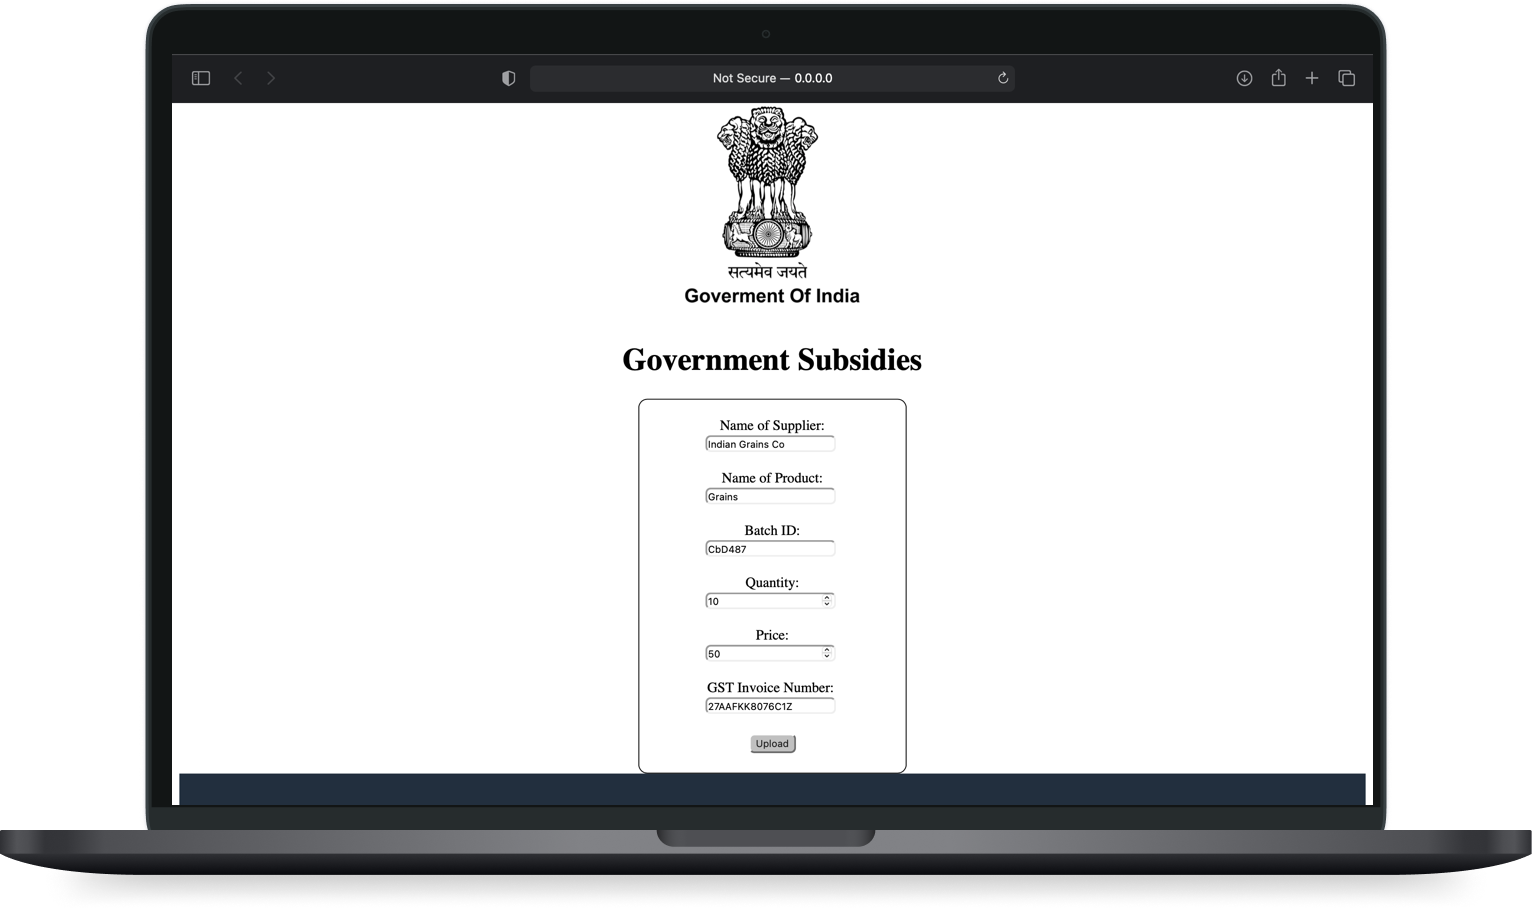 Not Secure — 0.0.0.0
सत्यमेव जयते
Goverment Of India
Government Subsidies
Name of Supplier:
Indian Grains Co
Name of Product:
Grains
Batch ID:
CbD487
Quantity:
10
Price:
50
GST Invoice Number:
27AAFKK8076C1Z
Upload